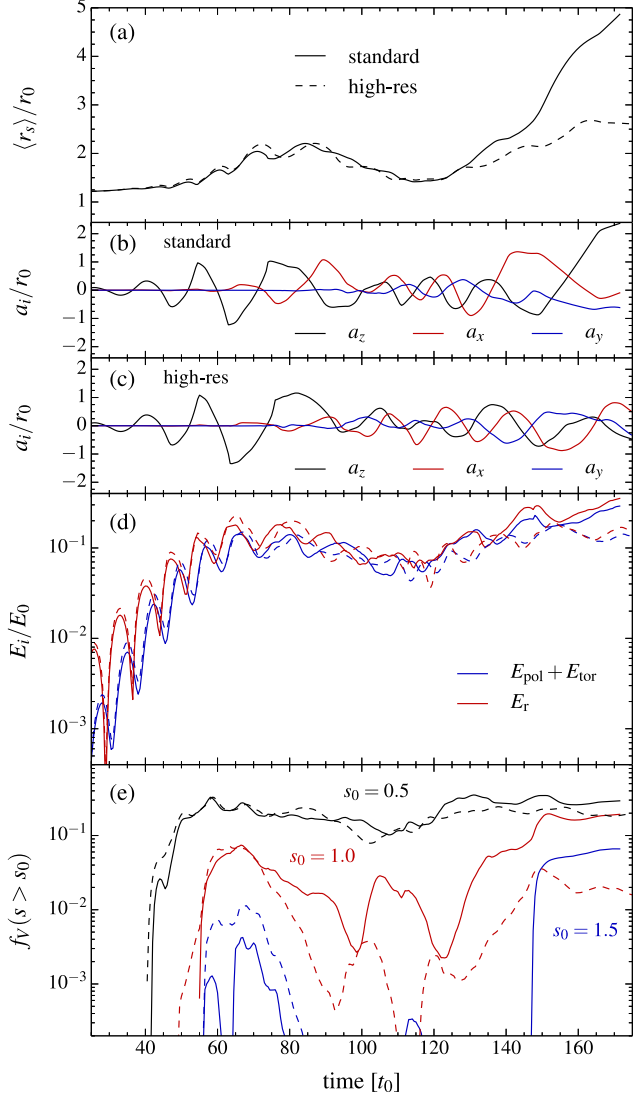 (a)
standard
high-res
5
4
3
2
1
⟨r_s⟩/r_0
(b)
standard
2
1
0
−1
−2
a_i/r_0
a_z a_x a_y
(c)
high-res
2
1
0
−1
−2
a_i/r_0
a_z a_x a_y
(d)
10^−1
10^−2
10^−3
E_i/E_0
E_pol + E_tor
E_r
(e)
s_0 = 0.5
s_0 = 1.0
s_0 = 1.5
10^−1
10^−2
10^−3
f_V(s > s_0)
40 60 80 100 120 140 160
time [t_0]